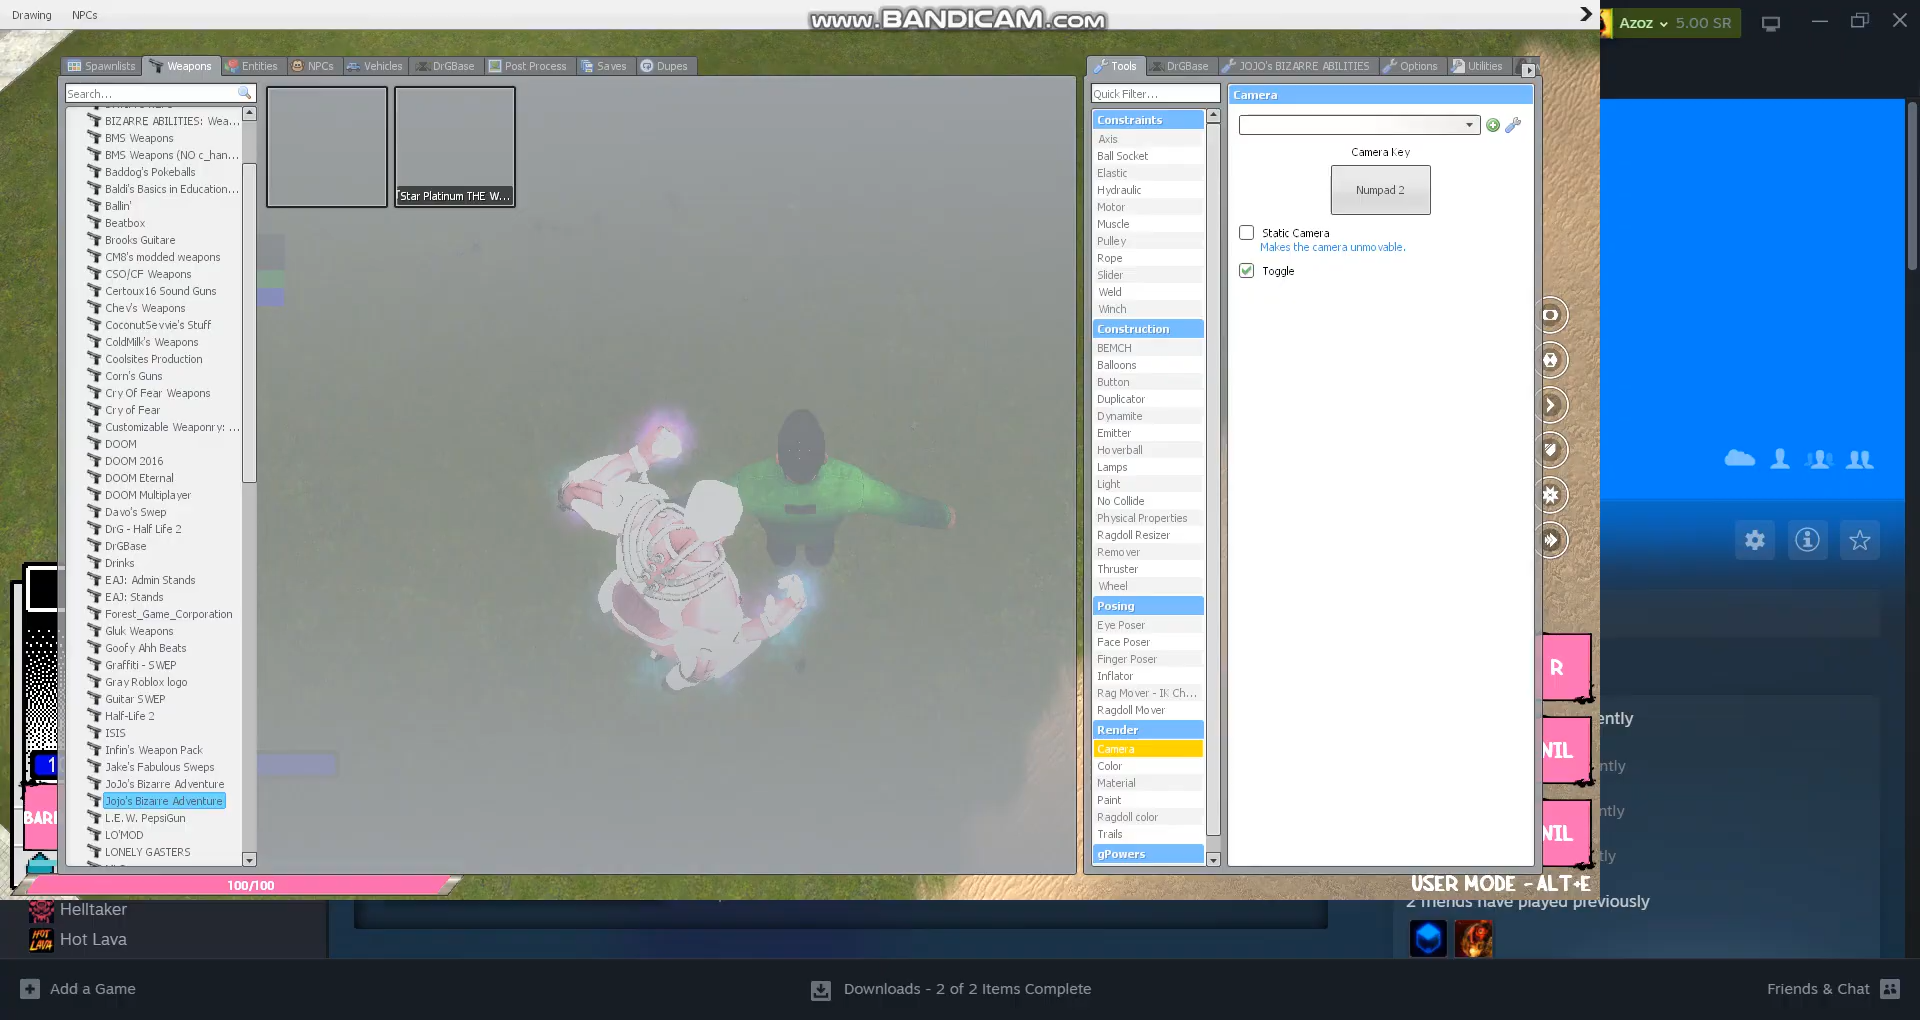 Drawing NPCs
www.BANDICAM.com
Azoz 5.00 SR
Spawnlists Weapons Entities NPCs Vehicles DrGBase Post Process Saves Dupes
Tools DrGBase JOJO's BIZARRE ABILITIES Options Utilities
Search...
BIZARRE ABILITIES: Wea...
BMS Weapons
BMS Weapons (NO c_han...
Baddog's Pokeballs
Baldi's Basics in Education...
Ballin'
Beatbox
Brooks Guitare
CM8's modded weapons
CSO/CF Weapons
Certoux16 Sound Guns
Chev's Weapons
CoconutSevvie's Stuff
ColdMilk's Weapons
Coolsites Production
Corn's Guns
Cry Of Fear Weapons
Cry of Fear
Customizable Weaponry: ...
DOOM
DOOM 2016
DOOM Eternal
DOOM Multiplayer
Davo's Swep
DrG - Half Life 2
DrGBase
Drinks
EAJ: Admin Stands
EAJ: Stands
Forest_Game_Corporation
Gluk Weapons
Goofy Ahh Beats
Graffiti - SWEP
Gray Roblox logo
Guitar SWEP
Half-Life 2
ISIS
Infin's Weapon Pack
Jake's Fabulous Sweps
JoJo's Bizarre Adventure
Jojo's Bizarre Adventure
L.E.W. PepsiGun
LO'MOD
LONELY GASTERS
Star Platinum THE W...
Quick Filter...
Constraints
Axis
Ball Socket
Elastic
Hydraulic
Motor
Muscle
Pulley
Rope
Slider
Weld
Winch
Construction
BEMCH
Balloons
Button
Duplicator
Dynamite
Emitter
Hoverball
Lamps
Light
No Collide
Physical Properties
Ragdoll Resizer
Remover
Thruster
Wheel
Posing
Eye Poser
Face Poser
Finger Poser
Inflator
Rag Mover - IK Ch...
Ragdoll Mover
Render
Camera
Color
Material
Paint
Ragdoll color
Trails
gPowers
Camera
Camera Key
Numpad 2
Static Camera
Makes the camera unmovable.
Toggle
R
NIL
NIL
ently
ntly
ntly
tly
1
BAR
100/100
USER MODE - ALT+E
2 friends have played previously
Helltaker
HOT LAVA
Hot Lava
Add a Game
Downloads - 2 of 2 Items Complete
Friends & Chat